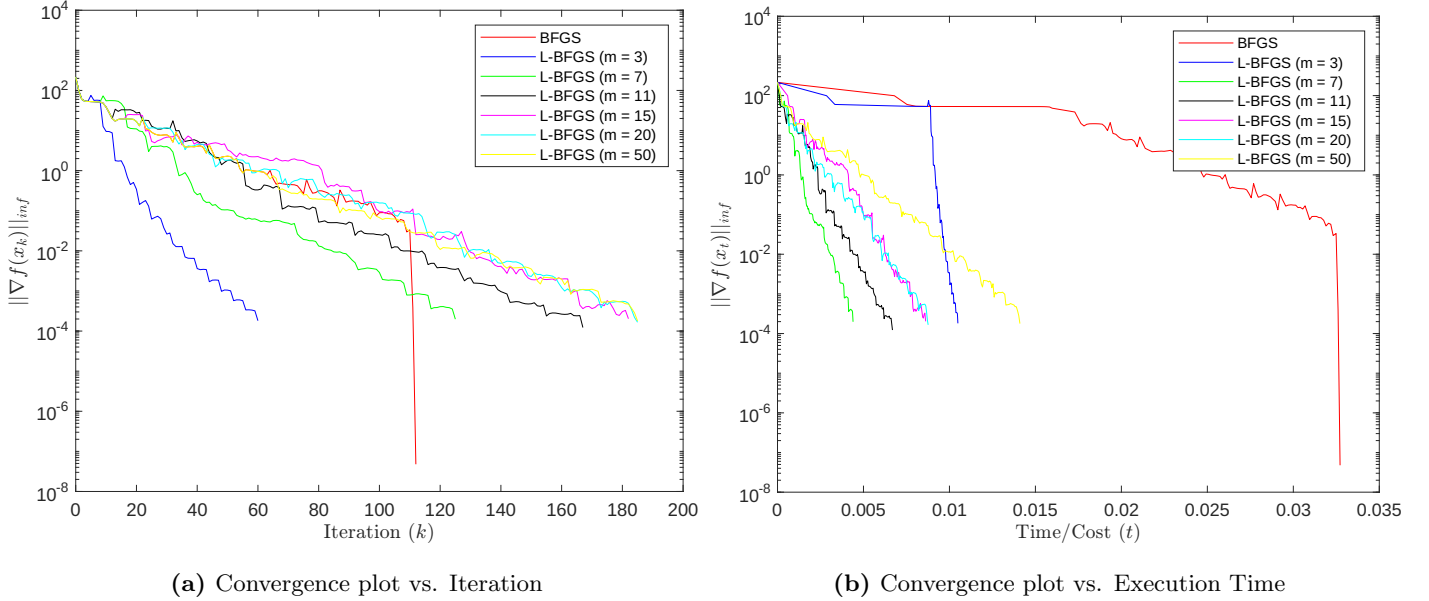 10^4
10^2
10^0
10^-2
10^-4
10^-6
10^-8
||∇f(x_k)||_inf
0 20 40 60 80 100 120 140 160 180 200
Iteration (k)
BFGS
L-BFGS (m = 3)
L-BFGS (m = 7)
L-BFGS (m = 11)
L-BFGS (m = 15)
L-BFGS (m = 20)
L-BFGS (m = 50)
(a) Convergence plot vs. Iteration
10^4
10^2
10^0
10^-2
10^-4
10^-6
10^-8
||∇f(x_t)||_inf
0 0.005 0.01 0.015 0.02 0.025 0.03 0.035
Time/Cost (t)
BFGS
L-BFGS (m = 3)
L-BFGS (m = 7)
L-BFGS (m = 11)
L-BFGS (m = 15)
L-BFGS (m = 20)
L-BFGS (m = 50)
(b) Convergence plot vs. Execution Time